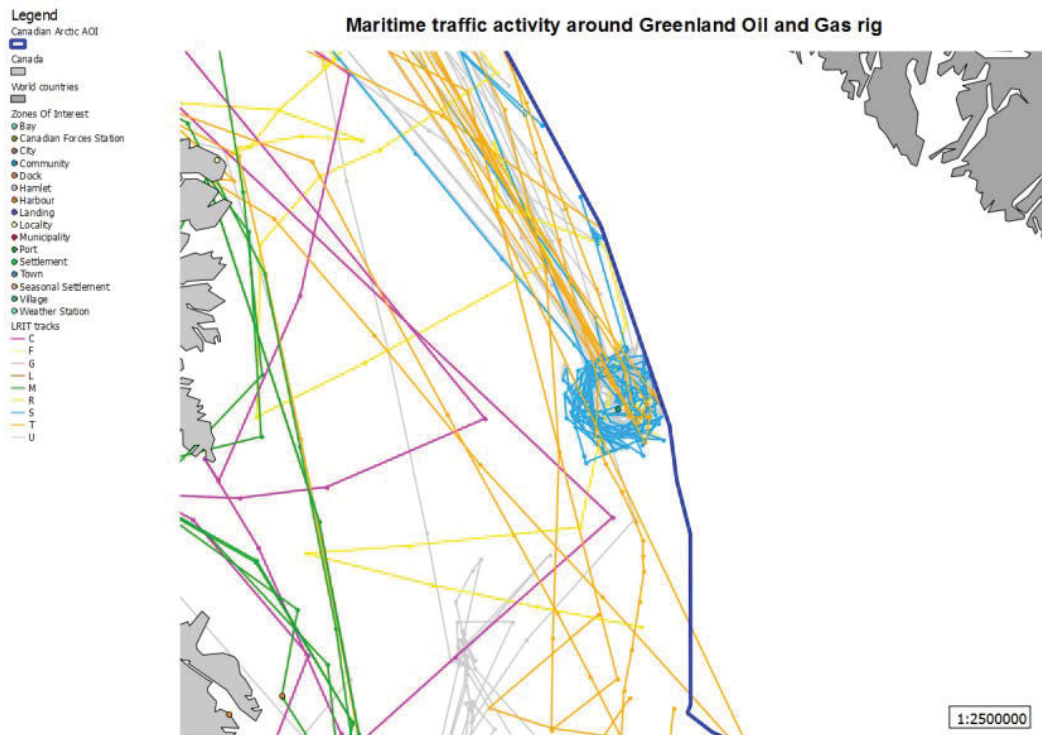 Legend
Maritime traffic activity around Greenland Oil and Gas rig
Canadian Arctic AOI
Canada
World countries
Zones Of Interest
Bay
Canadian Forces Station
City
Community
Dock
Hamlet
Harbour
Landing
Locality
Municipality
Port
Settlement
Town
Seasonal Settlement
Village
Weather Station
LRIT tracks
C
F
G
L
M
R
S
T
U
1:2500000